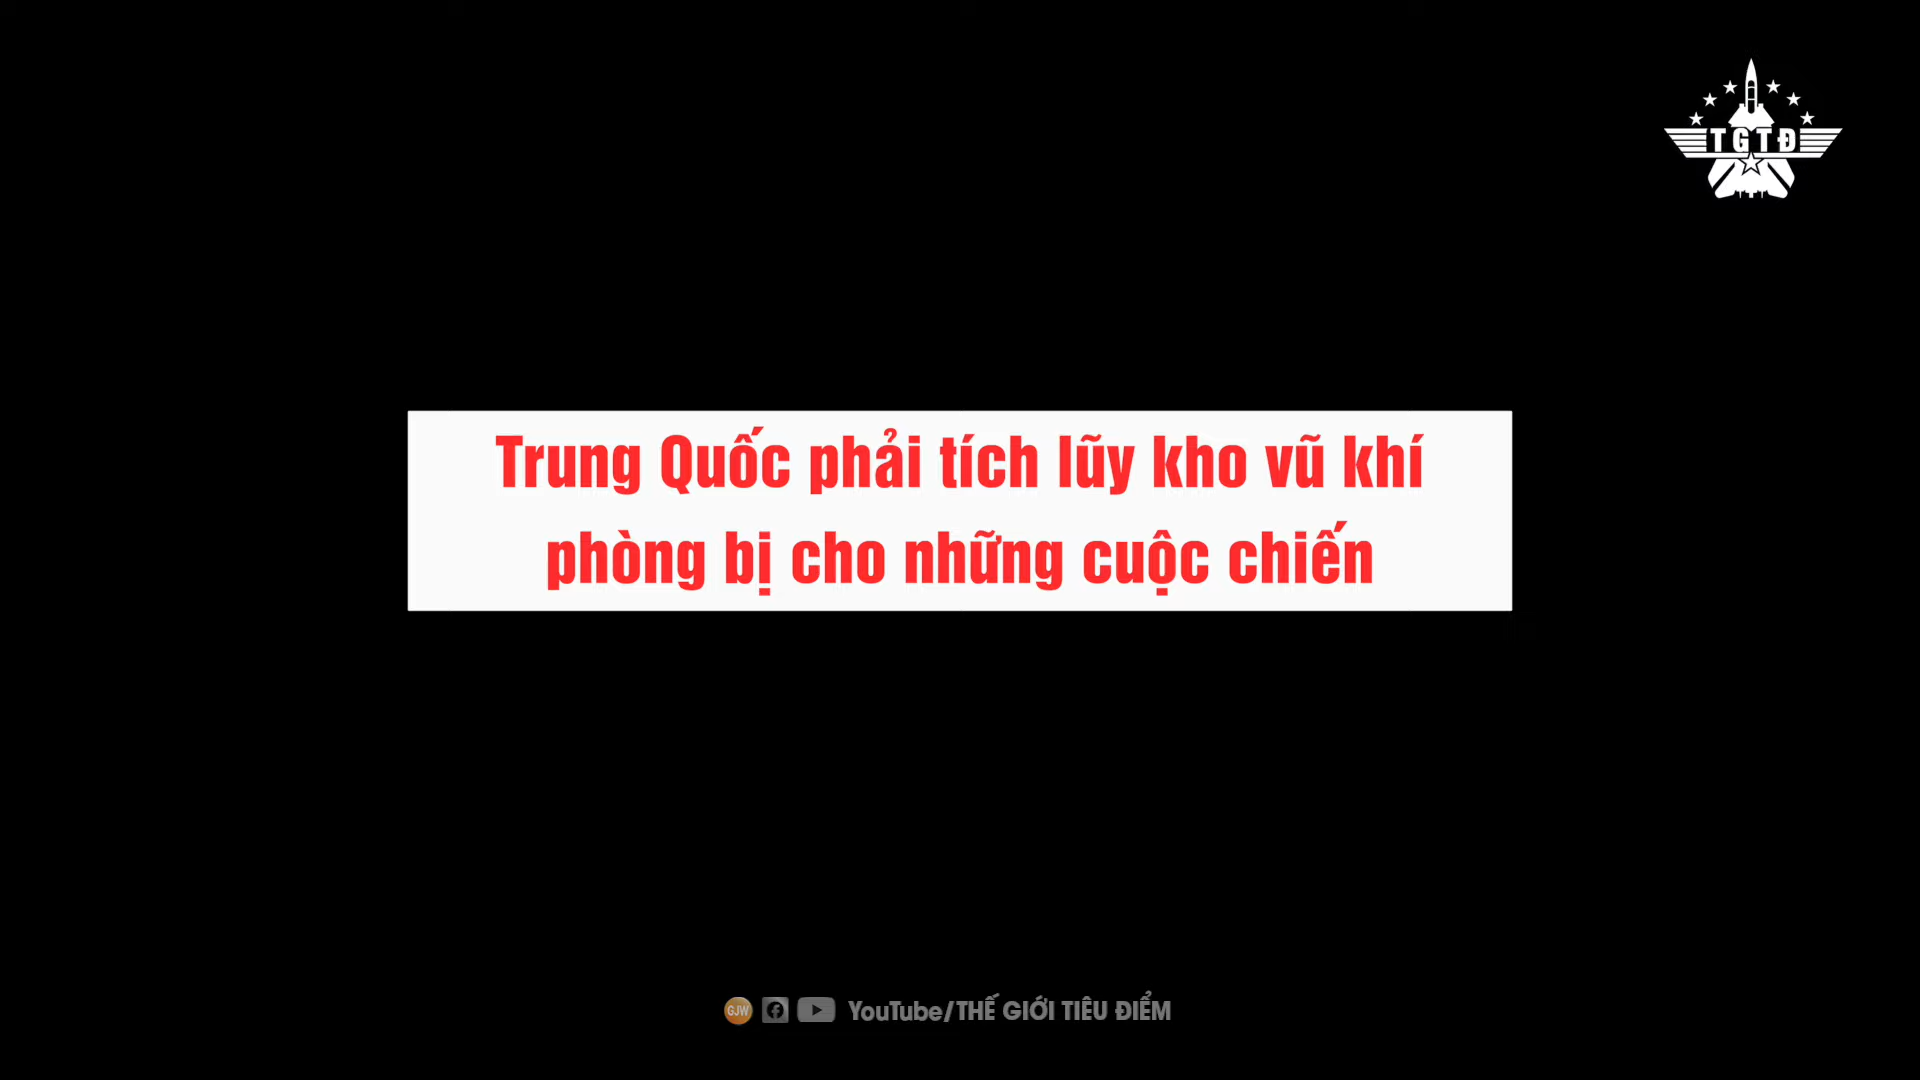 TGTĐ
Trung Quốc phải tích lũy kho vũ khí
phòng bị cho những cuộc chiến
GJW YouTube/THẾ GIỚI TIÊU ĐIỂM